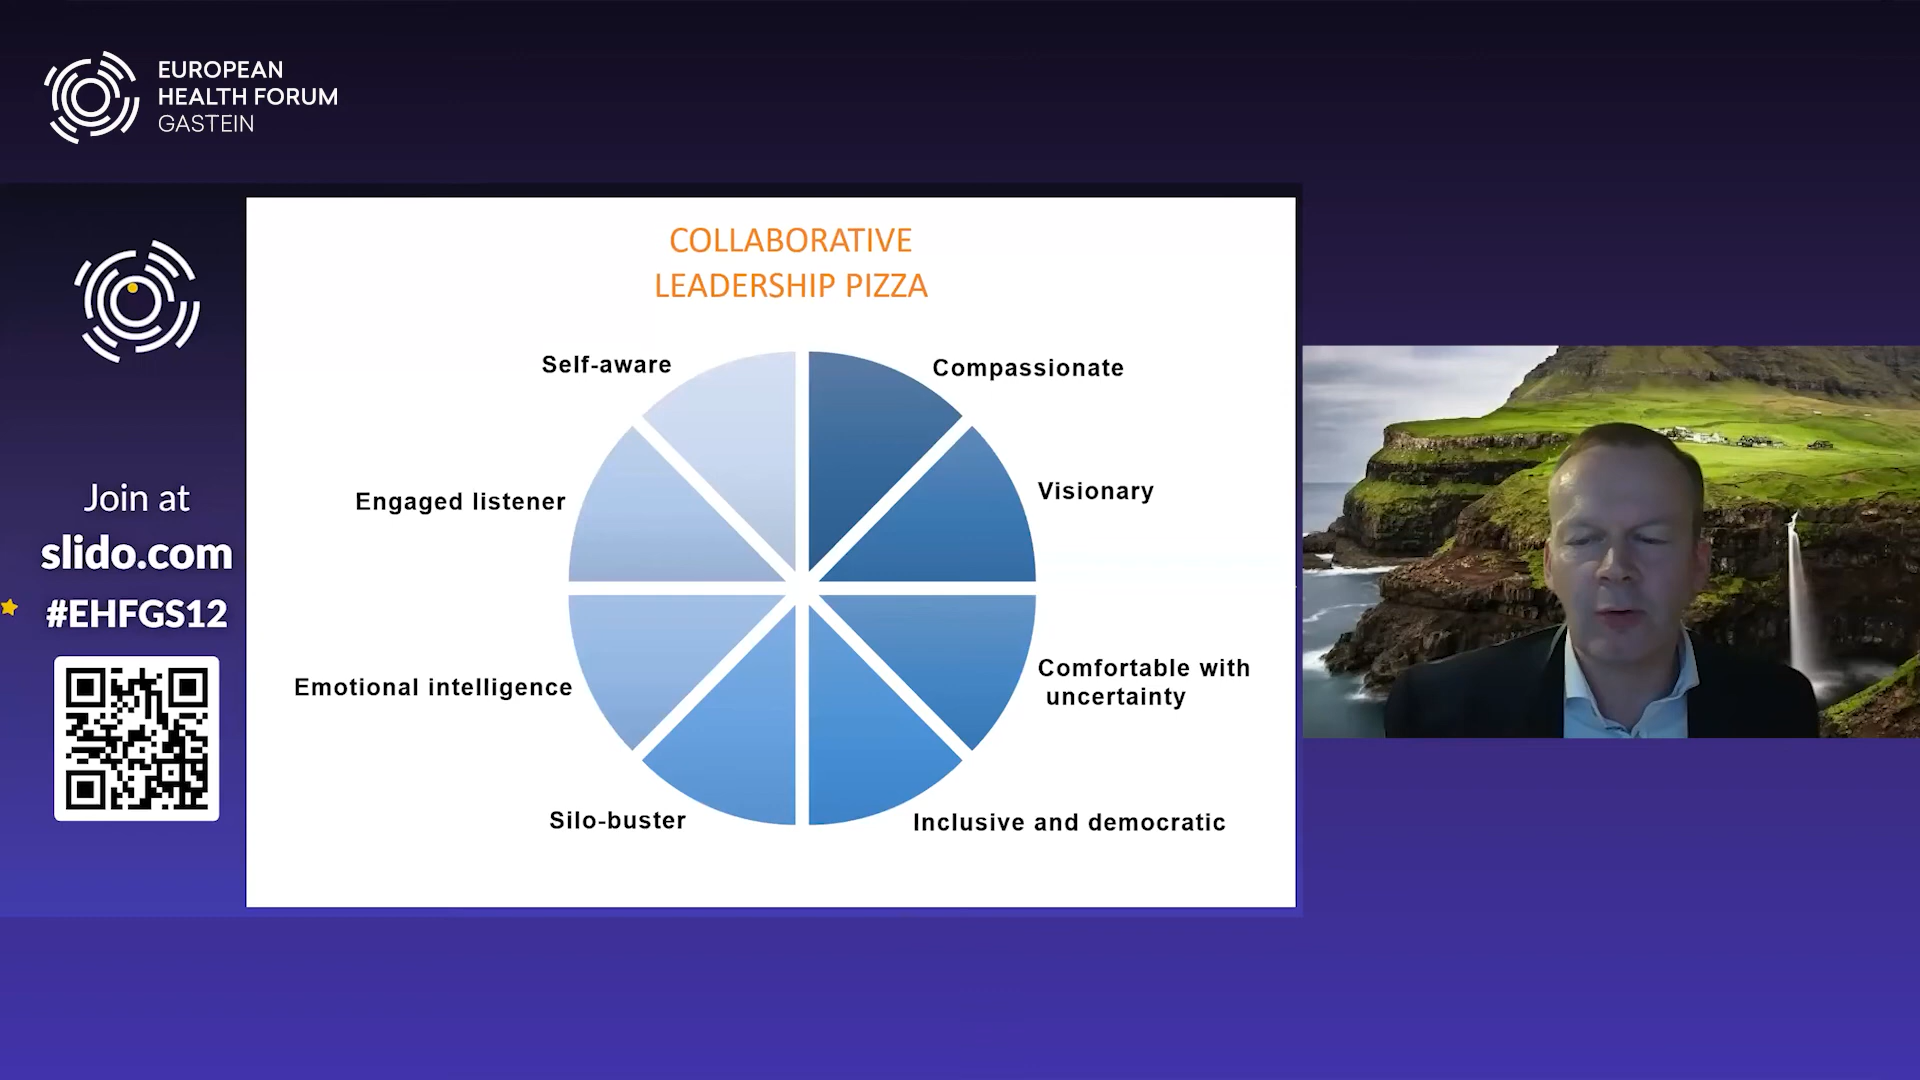 EUROPEAN
HEALTH FORUM
GASTEIN
Join at
slido.com
#EHFGS12
COLLABORATIVE
LEADERSHIP PIZZA
Self-aware
Compassionate
Engaged listener
Visionary
Emotional intelligence
Comfortable with
uncertainty
Silo-buster
Inclusive and democratic